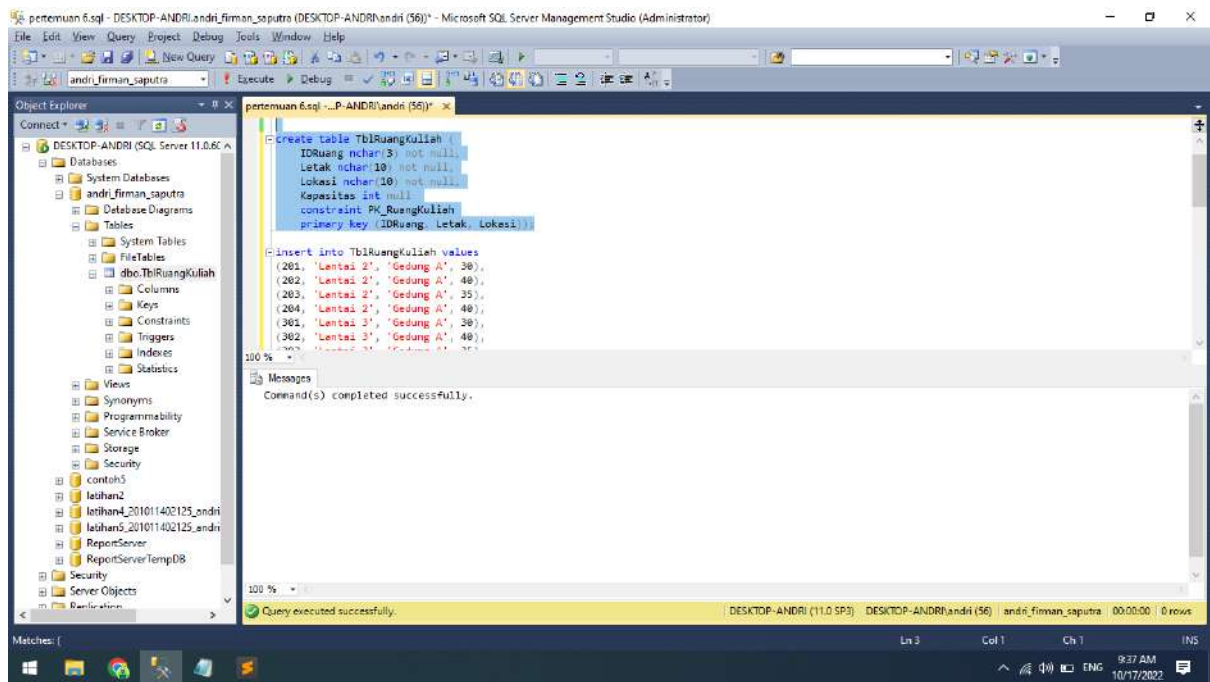 pertemuan 6.sql - DESKTOP-ANDRI.andri_firman_saputra (DESKTOP-ANDRI\andri (56))* - Microsoft SQL Server Management Studio (Administrator)
File Edit View Query Project Debug Tools Window Help
New Query
andri_firman_saputra
Execute Debug
Object Explorer
Connect
DESKTOP-ANDRI (SQL Server 11.0.60
Databases
System Databases
andri_firman_saputra
Database Diagrams
Tables
System Tables
FileTables
dbo.TblRuangKuliah
Columns
Keys
Constraints
Triggers
Indexes
Statistics
Views
Synonyms
Programmability
Service Broker
Storage
Security
contoh5
latihan2
latihan4_201011402125_andri
latihan5_201011402125_andri
ReportServer
ReportServerTempDB
Security
Server Objects
Replication
pertemuan 6.sql -...P-ANDRI\andri (56))*
create table TblRuangKuliah (
IDRuang nchar(3) not null,
Letak nchar(10) not null,
Lokasi nchar(10) not null,
Kapasitas int null
constraint PK_RuangKuliah
primary key (IDRuang, Letak, Lokasi));
insert into TblRuangKuliah values
(201, 'Lantai 2', 'Gedung A', 30),
(202, 'Lantai 2', 'Gedung A', 40),
(203, 'Lantai 2', 'Gedung A', 35),
(204, 'Lantai 2', 'Gedung A', 40),
(301, 'Lantai 3', 'Gedung A', 30),
(302, 'Lantai 3', 'Gedung A', 40),
100 %
Messages
Command(s) completed successfully.
100 %
Query executed successfully.
DESKTOP-ANDRI (11.0 SP3) DESKTOP-ANDRI\andri (56) andri_firman_saputra 00:00:00 0 rows
Matches: (
Ln 3 Col 1 Ch 1 INS
ENG
9:37 AM
10/17/2022